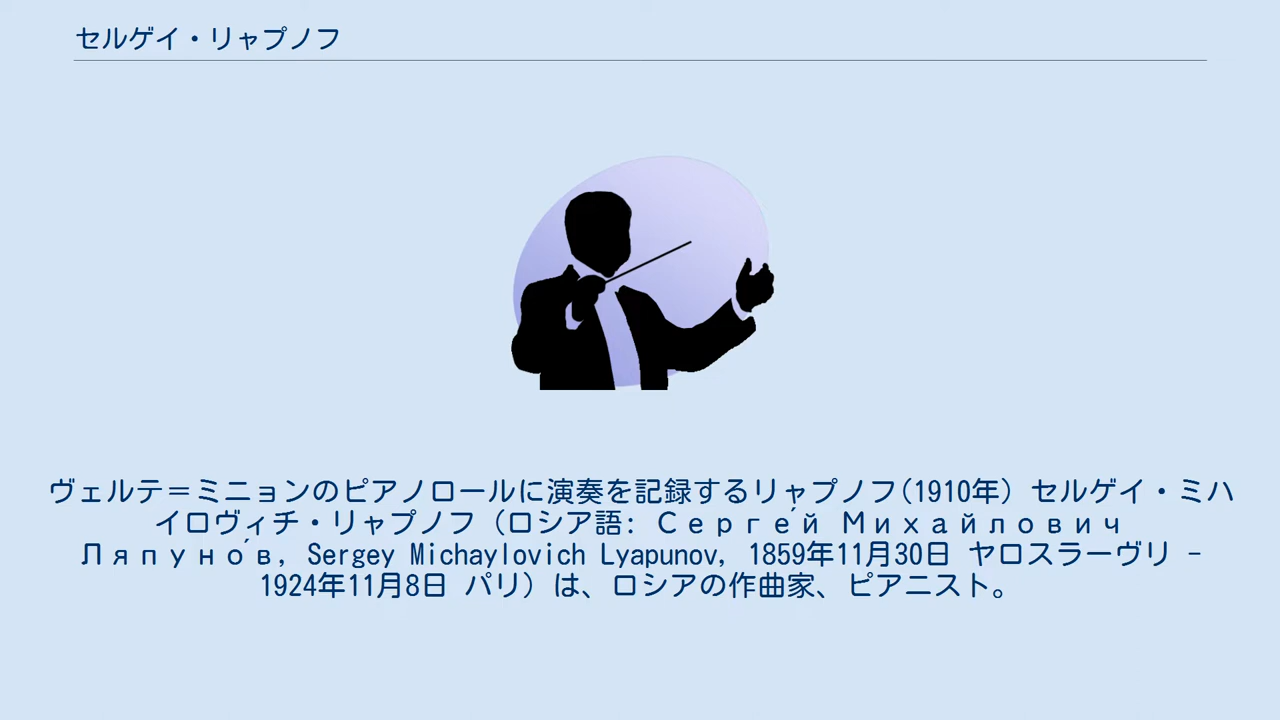 セルゲイ・リャプノフ
ヴェルテ＝ミニョンのピアノロールに演奏を記録するリャプノフ(1910年) セルゲイ・ミハ
イロヴィチ・リャプノフ（ロシア語: Серге́й Михайлович
Ляпуно́в, Sergey Michaylovich Lyapunov, 1859年11月30日 ヤロスラーヴリ -
1924年11月8日 パリ）は、ロシアの作曲家、ピアニスト。